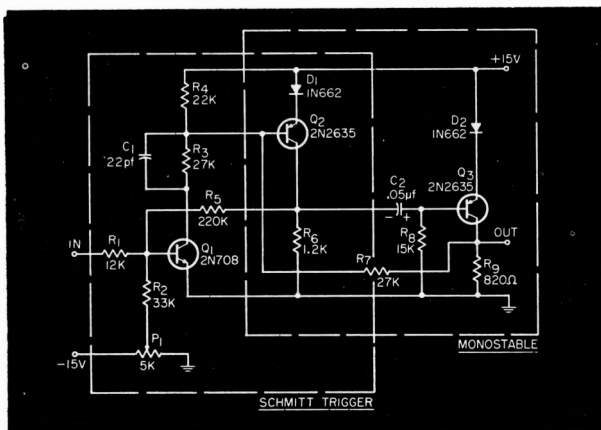 +15V
R4
22K
D1
1N662
D2
1N662
Q2
2N2635
C1
22pf
R3
27K
Q3
2N2635
C2
.05µf
- +
R5
220K
IN
R1
12K
Q1
2N708
R6
1.2K
R8
15K
OUT
R7
27K
R9
820Ω
R2
33K
-15V
P1
5K
MONOSTABLE
SCHMITT TRIGGER